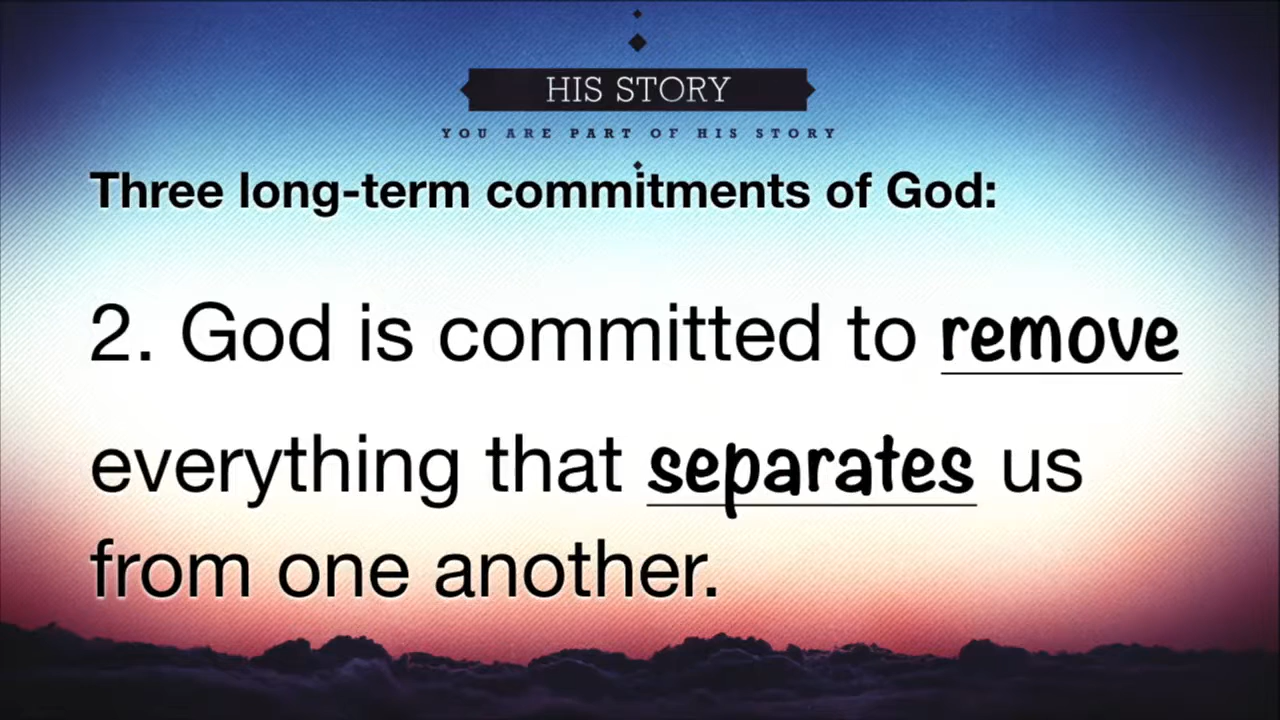 HIS STORY
YOU ARE PART OF HIS STORY
Three long-term commitments of God:
2. God is committed to remove
everything that separates us
from one another.